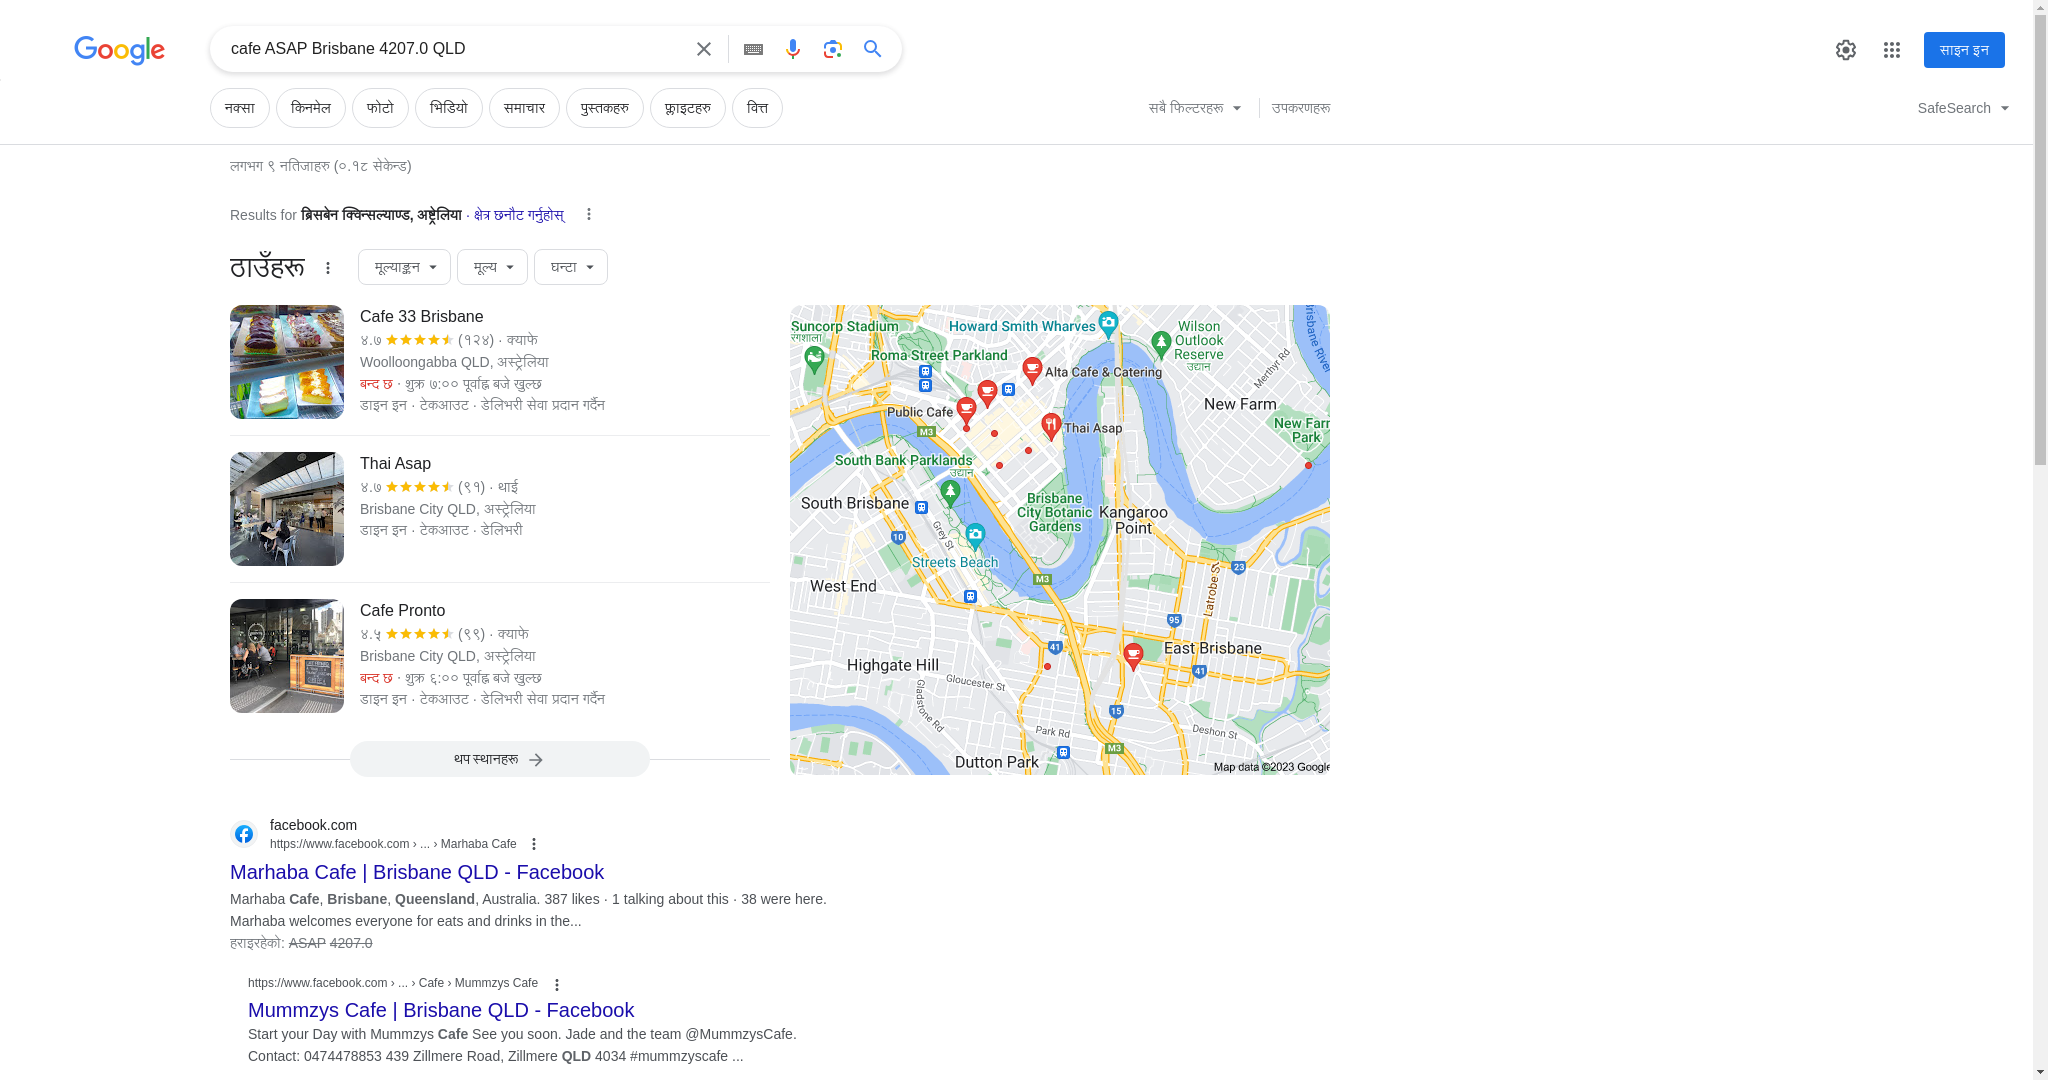 Google
cafe ASAP Brisbane 4207.0 QLD
साइन इन
नक्सा
किनमेल
फोटो
भिडियो
समाचार
पुस्तकहरु
फ्लाइटहरु
वित्त
सबै फिल्टरहरू
उपकरणहरू
SafeSearch
लगभग ९ नतिजाहरु (०.१८ सेकेन्ड)
Results for ब्रिसबेन क्विन्सल्याण्ड, अष्ट्रेलिया · क्षेत्र छनौट गर्नुहोस्
ठाउँहरू
मूल्याङ्कन
मूल्य
घन्टा
Cafe 33 Brisbane
४.७ (१२४) · क्याफे
Woolloongabba QLD, अस्ट्रेलिया
बन्द छ · शुक्र ७:०० पूर्वाह्न बजे खुल्छ
डाइन इन · टेकआउट · डेलिभरी सेवा प्रदान गर्दैन
Thai Asap
४.७ (९१) · थाई
Brisbane City QLD, अस्ट्रेलिया
डाइन इन · टेकआउट · डेलिभरी
Cafe Pronto
४.५ (९९) · क्याफे
Brisbane City QLD, अस्ट्रेलिया
बन्द छ · शुक्र ६:०० पूर्वाह्न बजे खुल्छ
डाइन इन · टेकआउट · डेलिभरी सेवा प्रदान गर्दैन
थप स्थानहरू
Suncorp Stadium
रंगशाला
Howard Smith Wharves
Wilson
Outlook
Reserve
उद्यान
Brisbane River
Roma Street Parkland
Alta Cafe & Catering
Merthyr Rd
New Farm
Public Cafe
M3
Thai Asap
New Farm
Park
South Bank Parklands
उद्यान
South Brisbane
Grey St
Brisbane
City Botanic
Gardens
Kangaroo
Point
10
Streets Beach
M3
23
West End
Latrobe St
95
41
East Brisbane
41
Highgate Hill
Gloucester St
Gladstone Rd
15
Park Rd
Deshon St
M3
Dutton Park
Map data ©2023 Google
facebook.com
https://www.facebook.com › ... › Marhaba Cafe
Marhaba Cafe | Brisbane QLD - Facebook
Marhaba Cafe, Brisbane, Queensland, Australia. 387 likes · 1 talking about this · 38 were here.
Marhaba welcomes everyone for eats and drinks in the...
हराइरहेको: ASAP 4207.0
https://www.facebook.com › ... › Cafe › Mummzys Cafe
Mummzys Cafe | Brisbane QLD - Facebook
Start your Day with Mummzys Cafe See you soon. Jade and the team @MummzysCafe.
Contact: 0474478853 439 Zillmere Road, Zillmere QLD 4034 #mummzyscafe ...